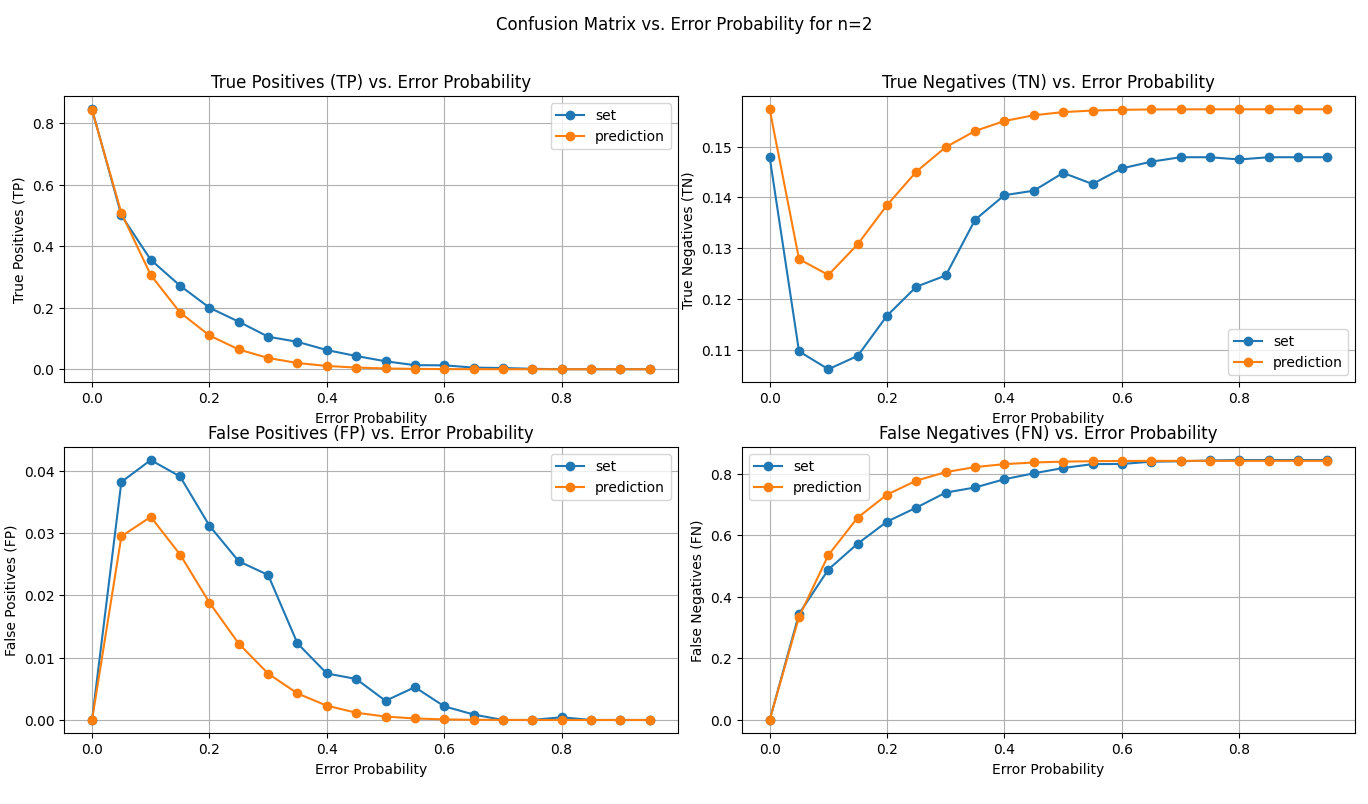 Confusion Matrix vs. Error Probability for n=2
True Positives (TP) vs. Error Probability
True Positives (TP)
0.8
0.6
0.4
0.2
0.0
set
prediction
0.0 0.2 0.4 0.6 0.8
Error Probability
True Negatives (TN) vs. Error Probability
True Negatives (TN)
0.15
0.14
0.13
0.12
0.11
set
prediction
0.0 0.2 0.4 0.6 0.8
Error Probability
False Positives (FP) vs. Error Probability
False Positives (FP)
0.04
0.03
0.02
0.01
0.00
set
prediction
0.0 0.2 0.4 0.6 0.8
Error Probability
False Negatives (FN) vs. Error Probability
False Negatives (FN)
0.8
0.6
0.4
0.2
0.0
set
prediction
0.0 0.2 0.4 0.6 0.8
Error Probability